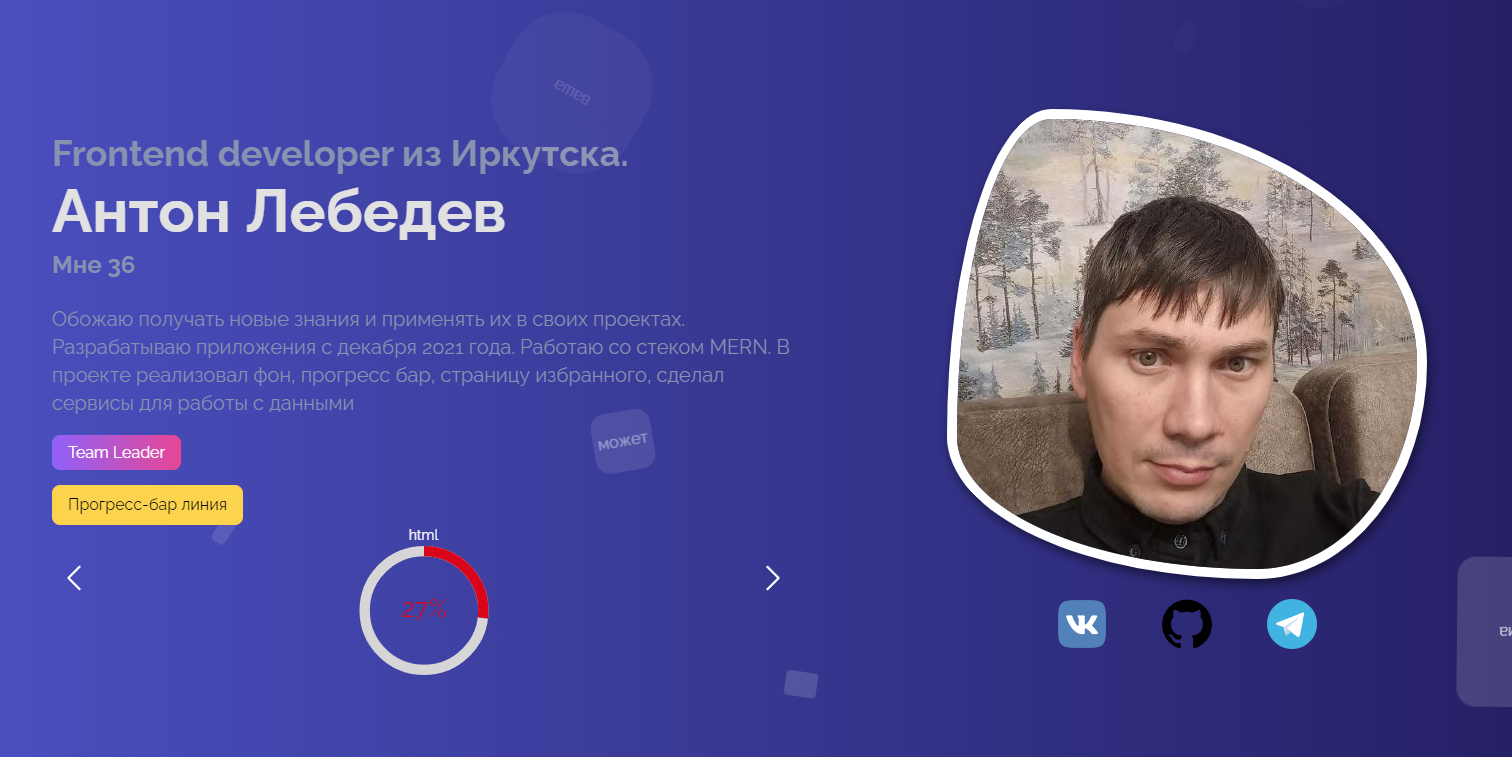 ваша
Frontend developer из Иркутска.
Антон Лебедев
Мне 36
Обожаю получать новые знания и применять их в своих проектах.
Разрабатываю приложения с декабря 2021 года. Работаю со стеком MERN. В
проекте реализовал фон, прогресс бар, страницу избранного, сделал
сервисы для работы с данными
может
Team Leader
Прогресс-бар линия
html
27%